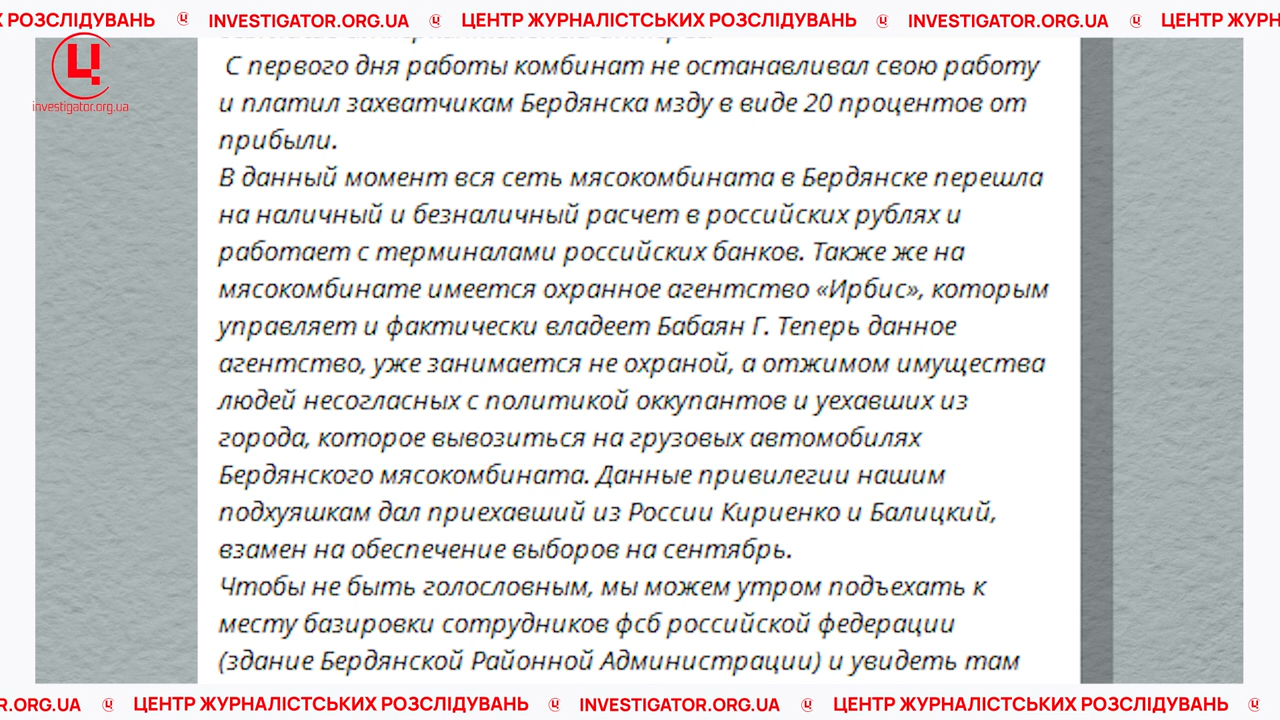 Х РОЗСЛІДУВАНЬ INVESTIGATOR.ORG.UA ЦЕНТР ЖУРНАЛІСТСЬКИХ РОЗСЛІДУВАНЬ INVESTIGATOR.ORG.UA ЦЕНТР ЖУРН
investigator.org.ua
С первого дня работы комбинат не останавливал свою работу
и платил захватчикам Бердянска мзду в виде 20 процентов от
прибыли.
В данный момент вся сеть мясокомбината в Бердянске перешла
на наличный и безналичный расчет в российских рублях и
работает с терминалами российских банков. Также же на
мясокомбинате имеется охранное агентство «Ирбис», которым
управляет и фактически владеет Бабаян Г. Теперь данное
агентство, уже занимается не охраной, а отжимом имущества
людей несогласных с политикой оккупантов и уехавших из
города, которое вывозиться на грузовых автомобилях
Бердянского мясокомбината. Данные привилегии нашим
подхуяшкам дал приехавший из России Кириенко и Балицкий,
взамен на обеспечение выборов на сентябрь.
Чтобы не быть голословным, мы можем утром подъехать к
месту базировки сотрудников фсб российской федерации
(здание Бердянской Районной Администрации) и увидеть там
R.ORG.UA ЦЕНТР ЖУРНАЛІСТСЬКИХ РОЗСЛІДУВАНЬ INVESTIGATOR.ORG.UA ЦЕНТР ЖУРНАЛІСТСЬКИХ РОЗСЛІДУВАНЬ